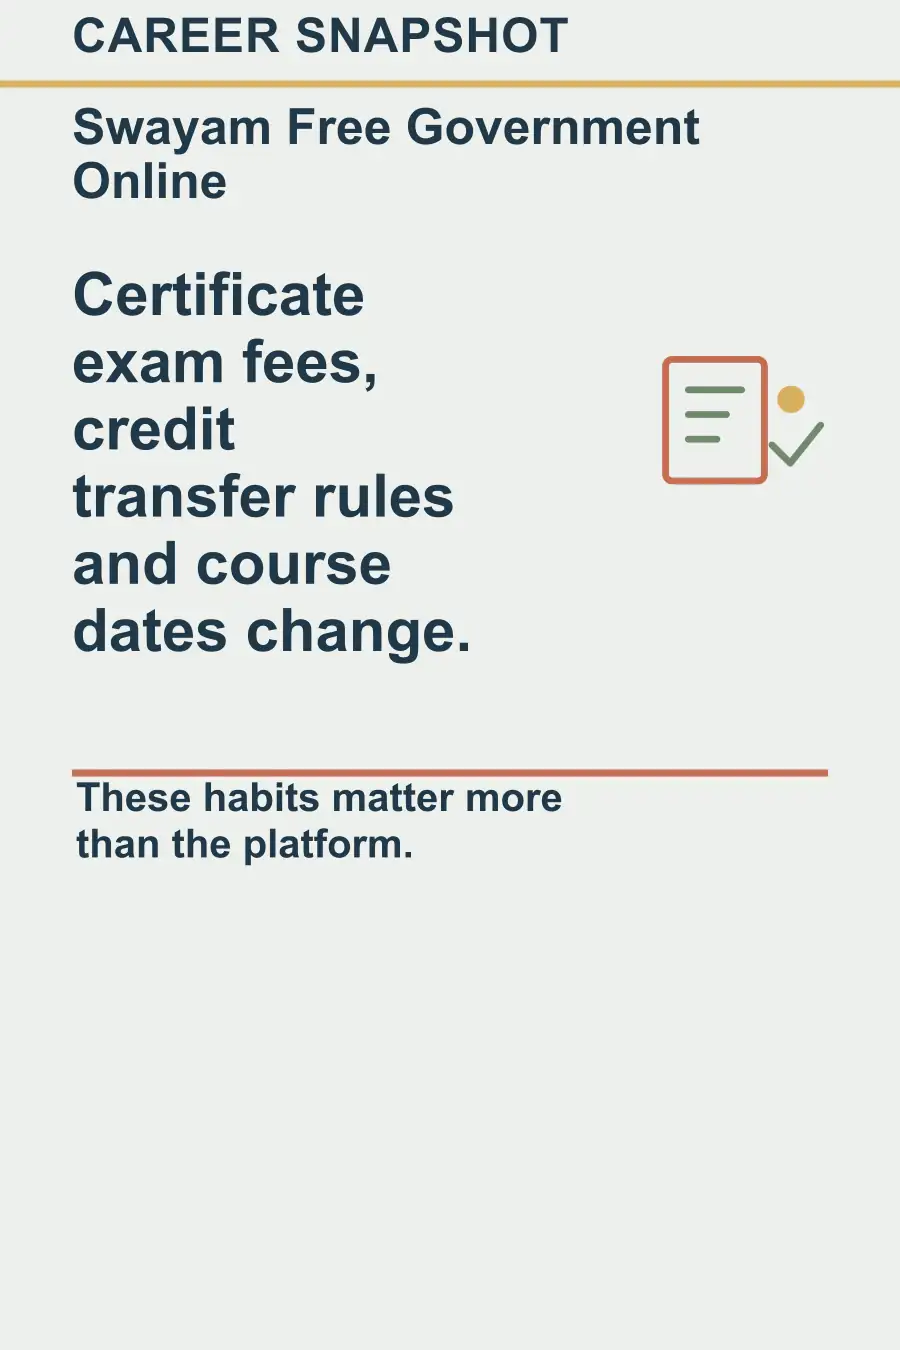 CAREER SNAPSHOT
Swayam Free Government
Online
Certificate
exam fees,
credit
transfer rules
and course
dates change.
These habits matter more
than the platform.